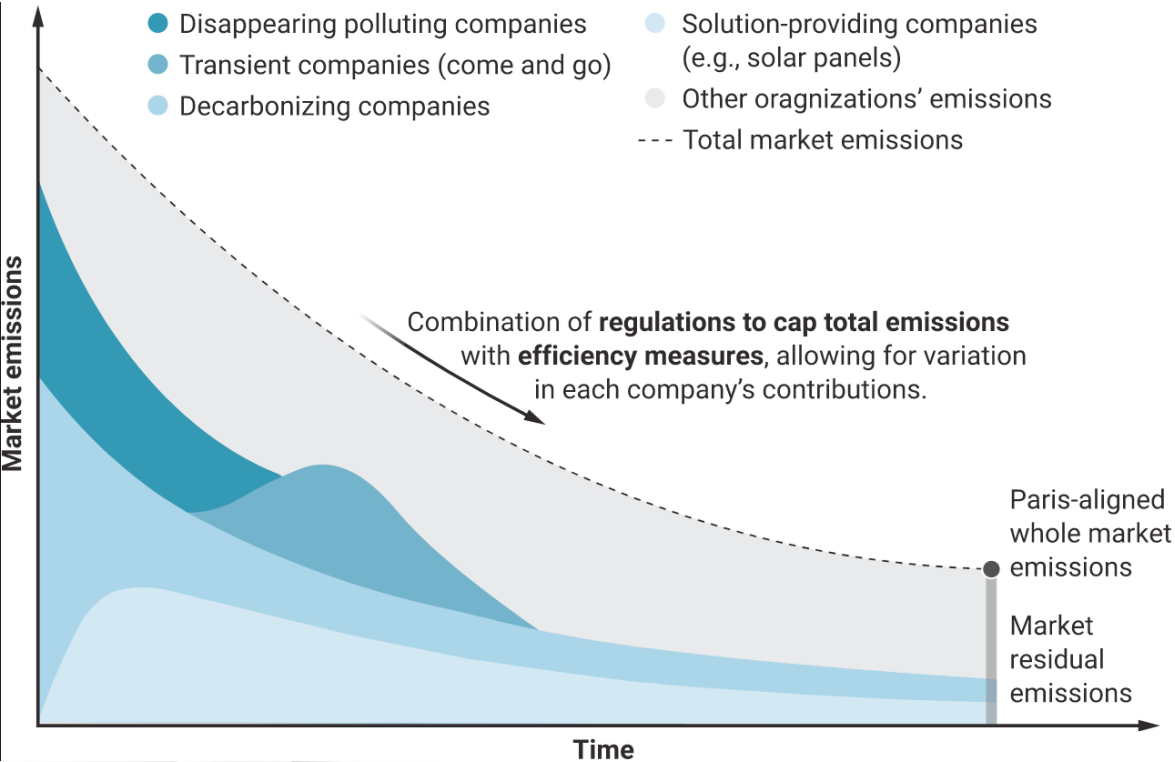 Disappearing polluting companies
Transient companies (come and go)
Decarbonizing companies
Solution-providing companies
(e.g., solar panels)
Other oragnizations’ emissions
Total market emissions
Market emissions
Combination of regulations to cap total emissions
with efficiency measures, allowing for variation
in each company’s contributions.
Paris-aligned
whole market
emissions
Market
residual
emissions
Time